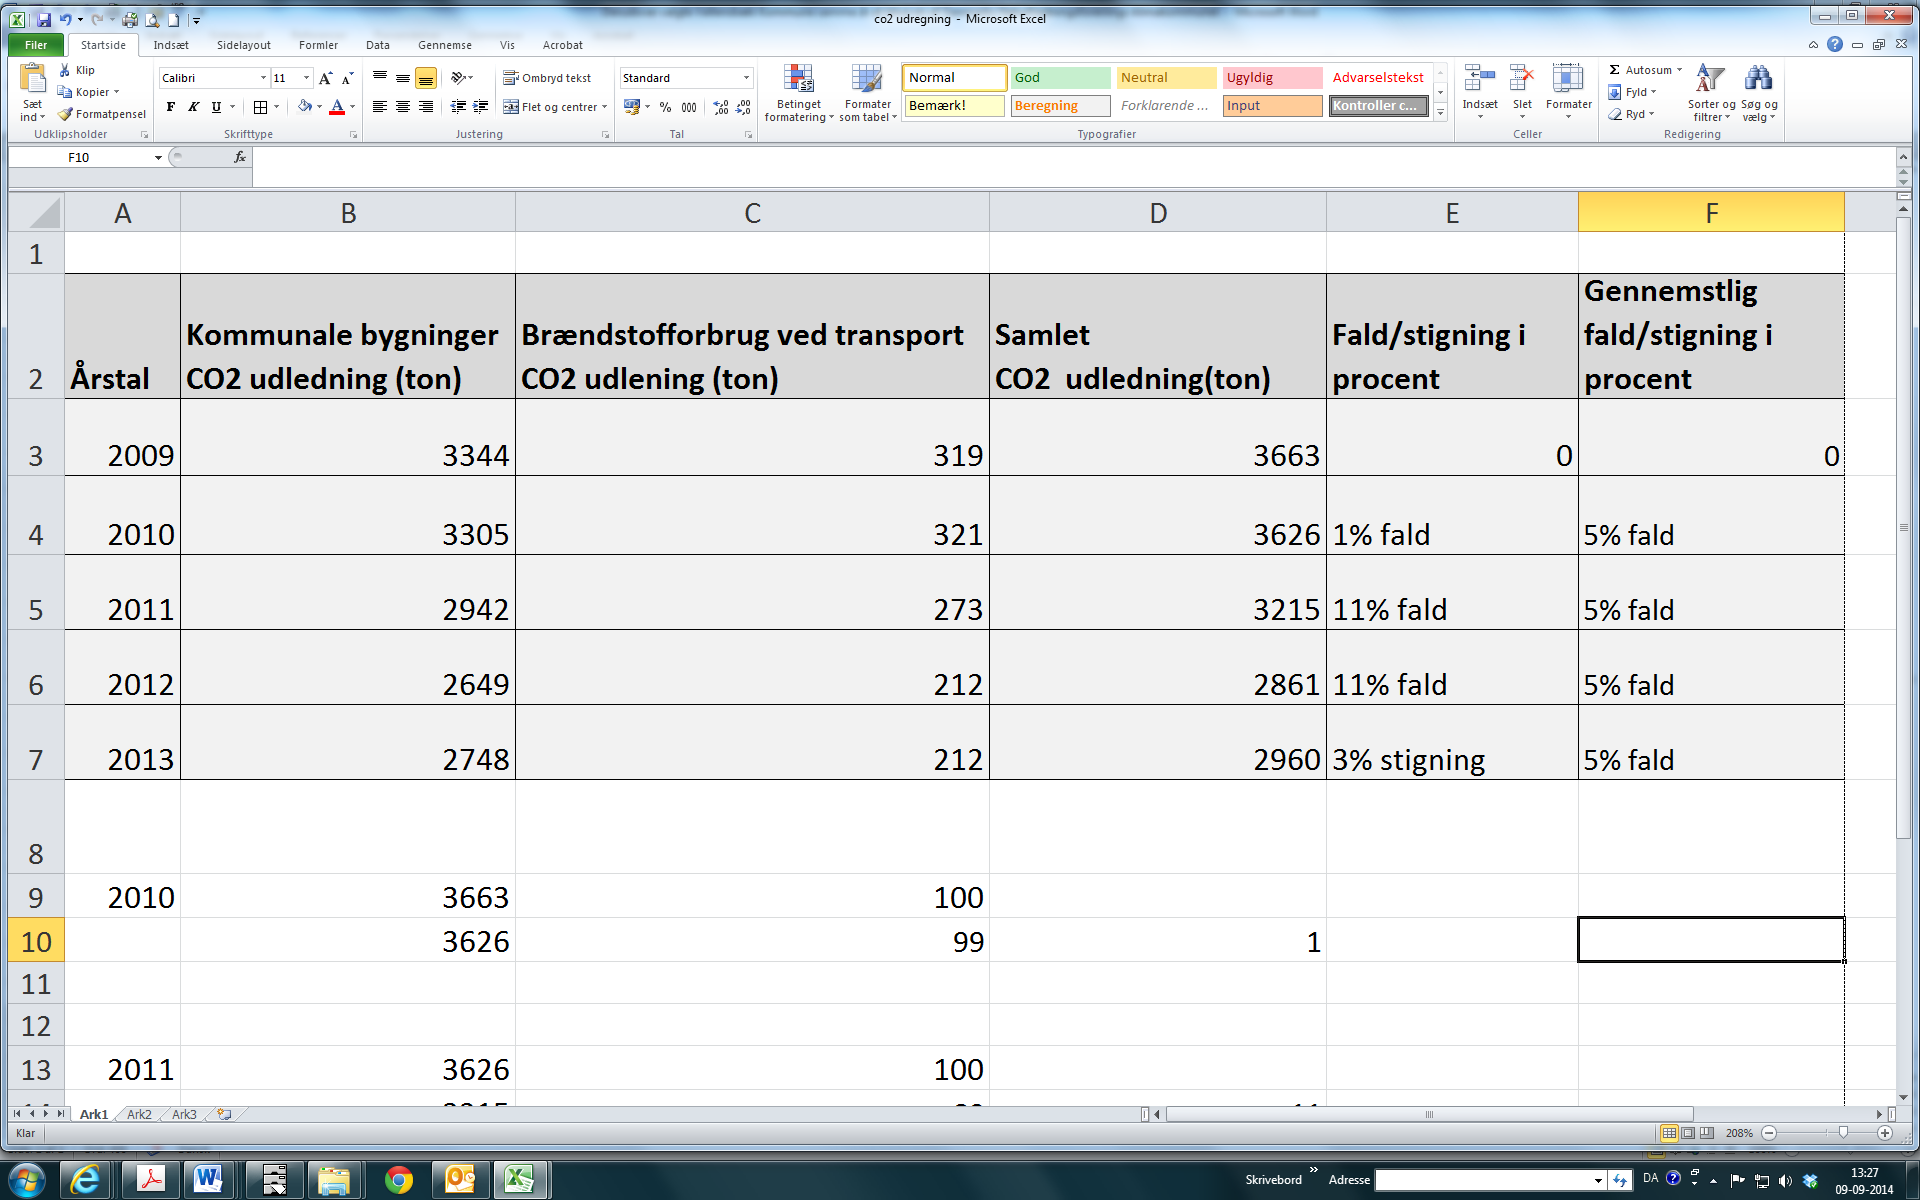 co2 udregning - Microsoft Excel
Filer Startside Indsæt Sidelayout Formler Data Gennemse Vis Acrobat
Sæt ind
Klip
Kopier
Formatpensel
Udklipsholder
Calibri 11
F K U
Skrifttype
Ombryd tekst
Flet og centrer
Justering
Standard
% 000
Tal
Betinget formatering
Formater som tabel
Normal God Neutral Ugyldig Advarselstekst
Bemærk! Beregning Forklarende ... Input Kontroller c...
Typografier
Indsæt Slet Formater
Celler
Autosum
Fyld
Ryd
Sorter og filtrer
Søg og vælg
Redigering
F10 fx
A B C D E F
1
2 Årstal Kommunale bygninger CO2 udledning (ton) Brændstofforbrug ved transport CO2 udlening (ton) Samlet CO2 udledning(ton) Fald/stigning i procent Gennemstlig fald/stigning i procent
3 2009 3344 319 3663 0 0
4 2010 3305 321 3626 1% fald 5% fald
5 2011 2942 273 3215 11% fald 5% fald
6 2012 2649 212 2861 11% fald 5% fald
7 2013 2748 212 2960 3% stigning 5% fald
8
9 2010 3663 100
10 3626 99 1
11
12
13 2011 3626 100
Ark1 Ark2 Ark3
Klar 208%
Skrivebord Adresse DA 13:27
09-09-2014